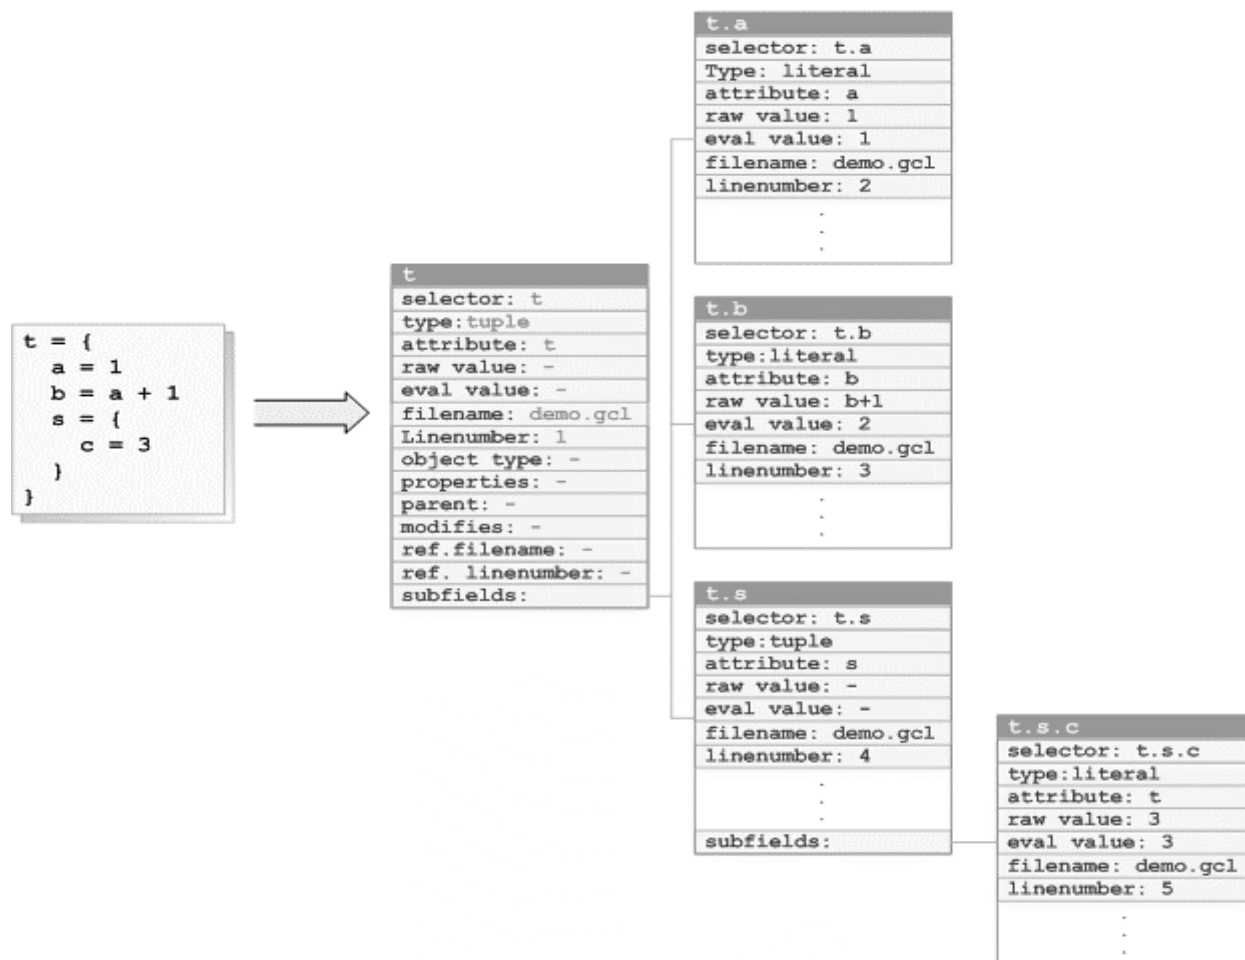 t = {
a = 1
b = a + 1
s = {
c = 3
}
}
t
selector: t
type:tuple
attribute: t
raw value: -
eval value: -
filename: demo.gcl
Linenumber: 1
object type: -
properties: -
parent: -
modifies: -
ref.filename: -
ref. linenumber: -
subfields:
t.a
selector: t.a
Type: literal
attribute: a
raw value: 1
eval value: 1
filename: demo.gcl
linenumber: 2
.
.
.
t.b
selector: t.b
type:literal
attribute: b
raw value: b+1
eval value: 2
filename: demo.gcl
linenumber: 3
.
.
.
t.s
selector: t.s
type:tuple
attribute: s
raw value: -
eval value: -
filename: demo.gcl
linenumber: 4
.
.
.
subfields:
t.s.c
selector: t.s.c
type:literal
attribute: t
raw value: 3
eval value: 3
filename: demo.gcl
linenumber: 5
.
.
.